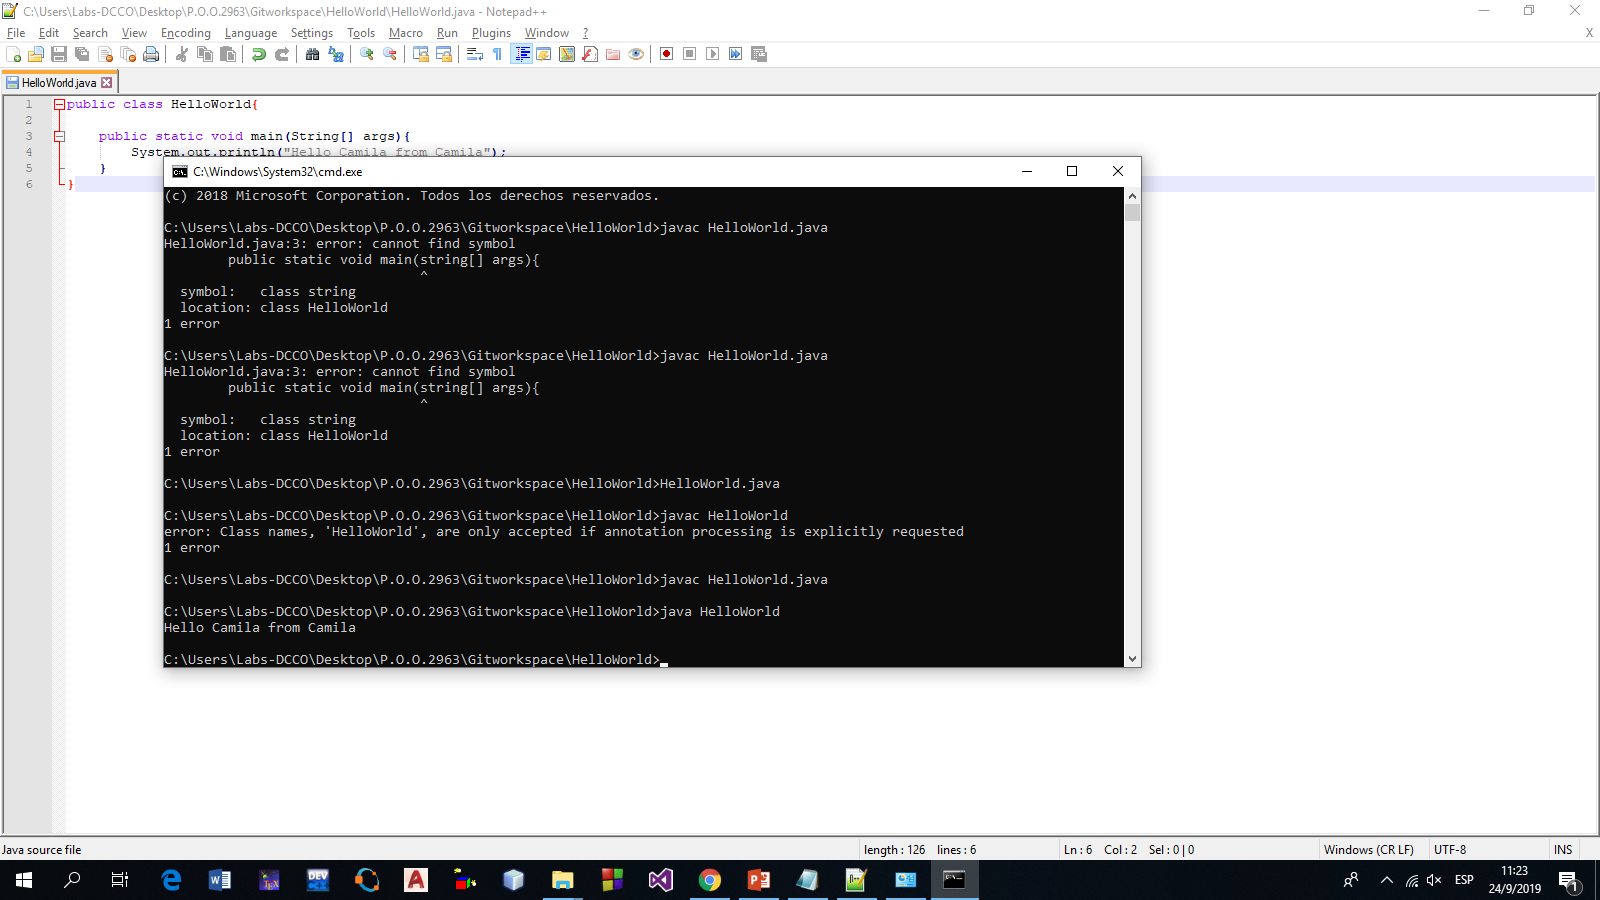 C:\Users\Labs-DCCO\Desktop\P.O.O.2963\Gitworkspace\HelloWorld\HelloWorld.java - Notepad++
File Edit Search View Encoding Language Settings Tools Macro Run Plugins Window ? X
HelloWorld.java
1 public class HelloWorld{
2
3 public static void main(String[] args){
4 System.out.println("Hello Camila from Camila");
5 }
6 }
C:\Windows\System32\cmd.exe
(c) 2018 Microsoft Corporation. Todos los derechos reservados.
C:\Users\Labs-DCCO\Desktop\P.O.O.2963\Gitworkspace\HelloWorld>javac HelloWorld.java
HelloWorld.java:3: error: cannot find symbol
public static void main(string[] args){
^
symbol:   class string
location: class HelloWorld
1 error
C:\Users\Labs-DCCO\Desktop\P.O.O.2963\Gitworkspace\HelloWorld>javac HelloWorld.java
HelloWorld.java:3: error: cannot find symbol
public static void main(string[] args){
^
symbol:   class string
location: class HelloWorld
1 error
C:\Users\Labs-DCCO\Desktop\P.O.O.2963\Gitworkspace\HelloWorld>HelloWorld.java
C:\Users\Labs-DCCO\Desktop\P.O.O.2963\Gitworkspace\HelloWorld>javac HelloWorld
error: Class names, 'HelloWorld', are only accepted if annotation processing is explicitly requested
1 error
C:\Users\Labs-DCCO\Desktop\P.O.O.2963\Gitworkspace\HelloWorld>javac HelloWorld.java
C:\Users\Labs-DCCO\Desktop\P.O.O.2963\Gitworkspace\HelloWorld>java HelloWorld
Hello Camila from Camila
C:\Users\Labs-DCCO\Desktop\P.O.O.2963\Gitworkspace\HelloWorld>
Java source file length : 126 lines : 6 Ln : 6 Col : 2 Sel : 0 | 0 Windows (CR LF) UTF-8 INS
DEV
ESP
11:23
24/9/2019
1